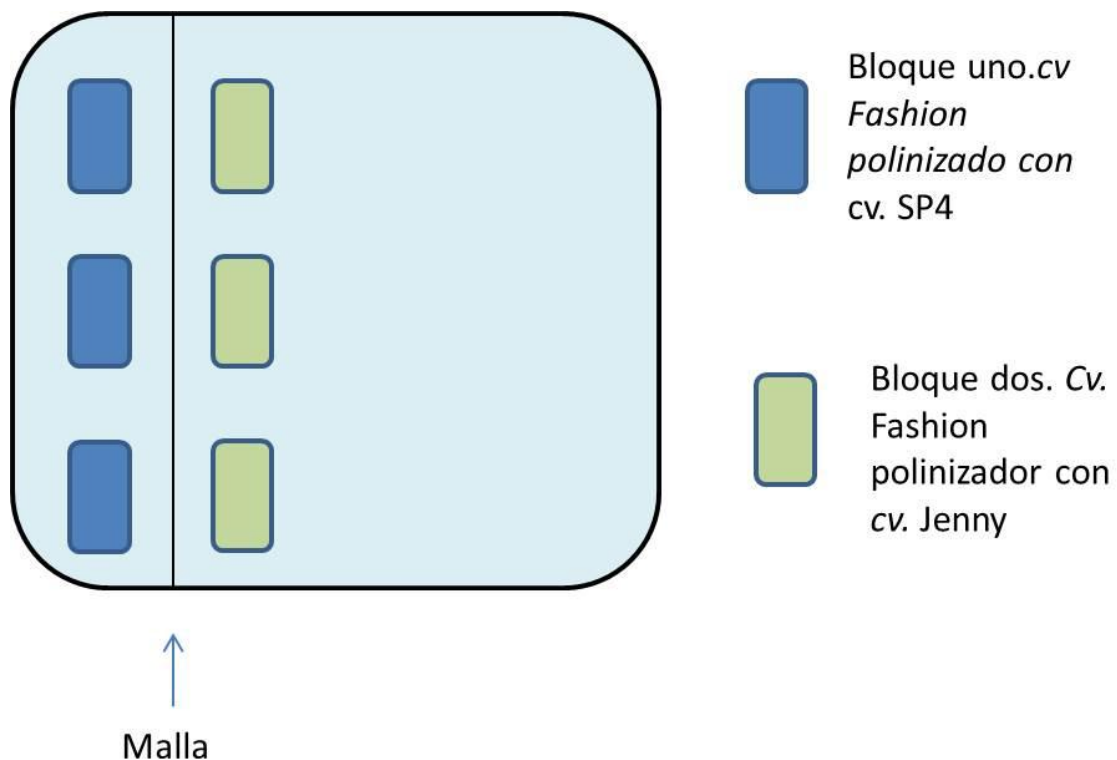 Bloque uno.cv
Fashion
polinizado con
cv. SP4
Bloque dos. Cv.
Fashion
polinizador con
cv. Jenny
Malla